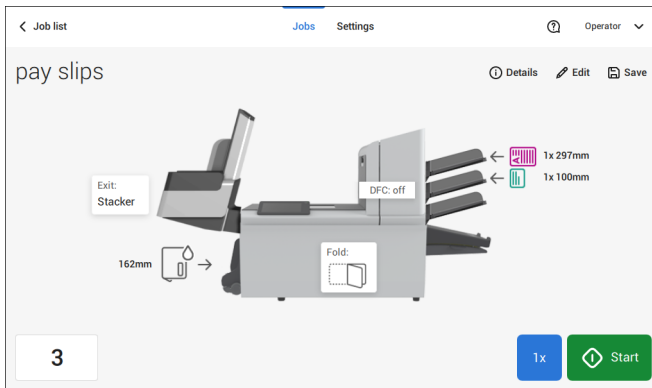 Job list
Jobs
Settings
Operator
pay slips
Details
Edit
Save
1x 297mm
1x 100mm
DFC: off
Exit:
Stacker
Fold:
162mm
3
1x
Start